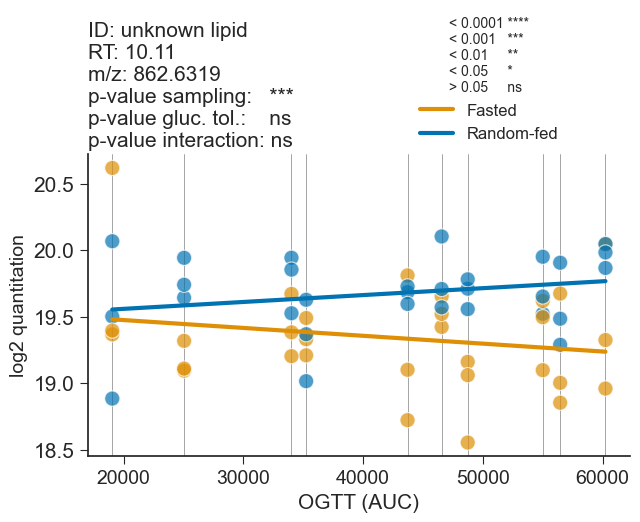 ID: unknown lipid
RT: 10.11
m/z: 862.6319
p-value sampling: ***
p-value gluc. tol.: ns
p-value interaction: ns
< 0.0001 ****
< 0.001 ***
< 0.01 **
< 0.05 *
> 0.05 ns
Fasted
Random-fed
log2 quantitation
20.5
20.0
19.5
19.0
18.5
20000 30000 40000 50000 60000
OGTT (AUC)